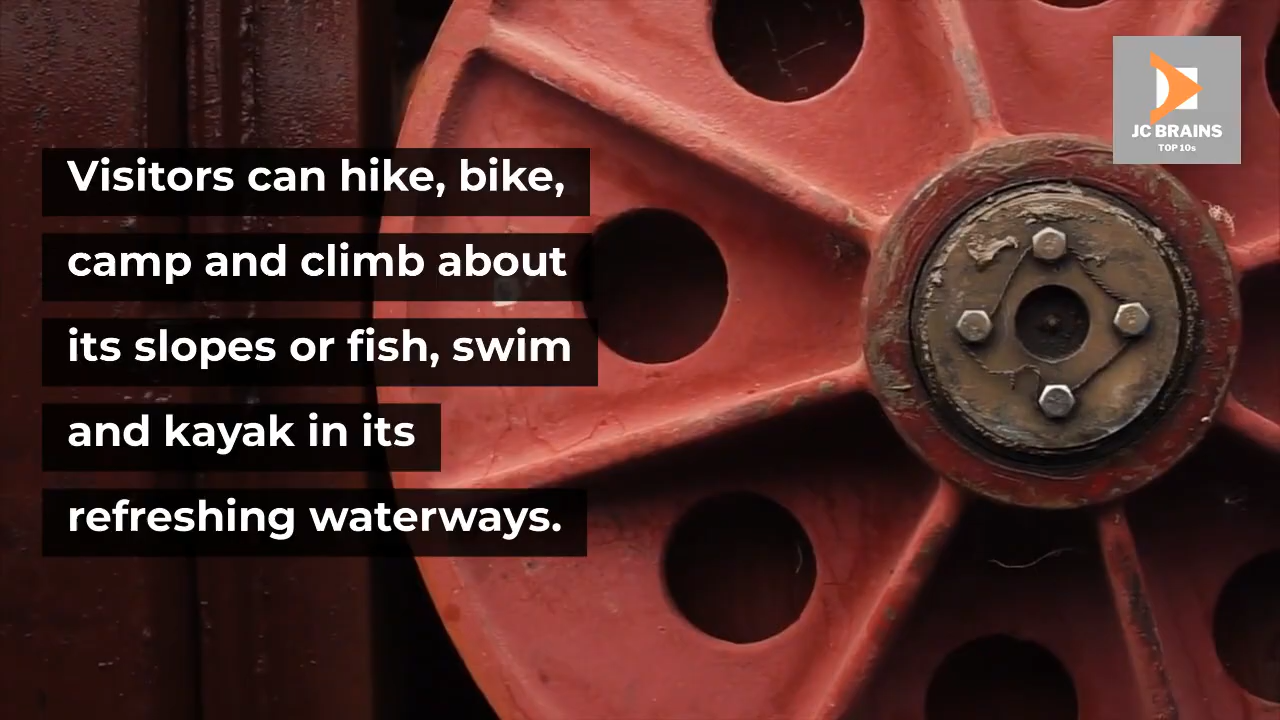 Visitors can hike, bike,
camp and climb about
its slopes or fish, swim
and kayak in its
refreshing waterways.
JC BRAINS
TOP 10s